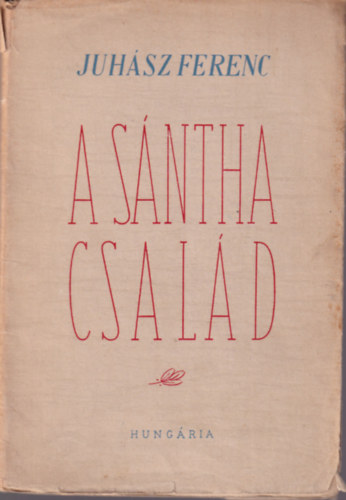 JUHÁSZ FERENC
A SÁNTHA
CSALÁD
HUNGÁRIA